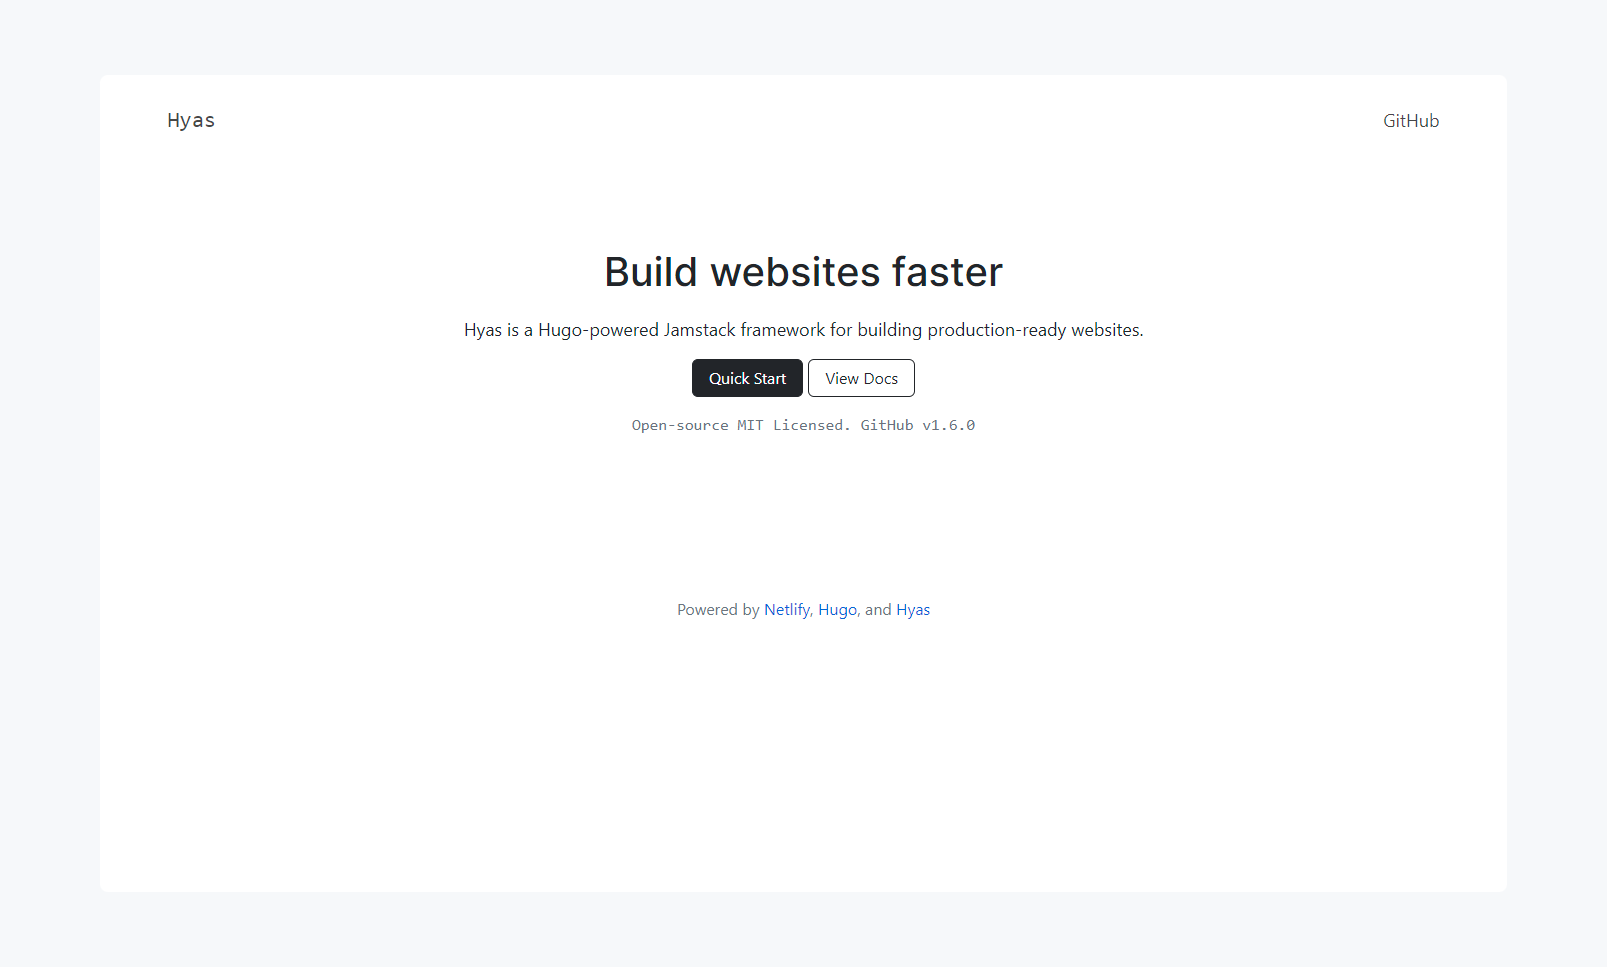 Hyas
GitHub
Build websites faster
Hyas is a Hugo-powered Jamstack framework for building production-ready websites.
Quick Start
View Docs
Open-source MIT Licensed. GitHub v1.6.0
Powered by Netlify, Hugo, and Hyas